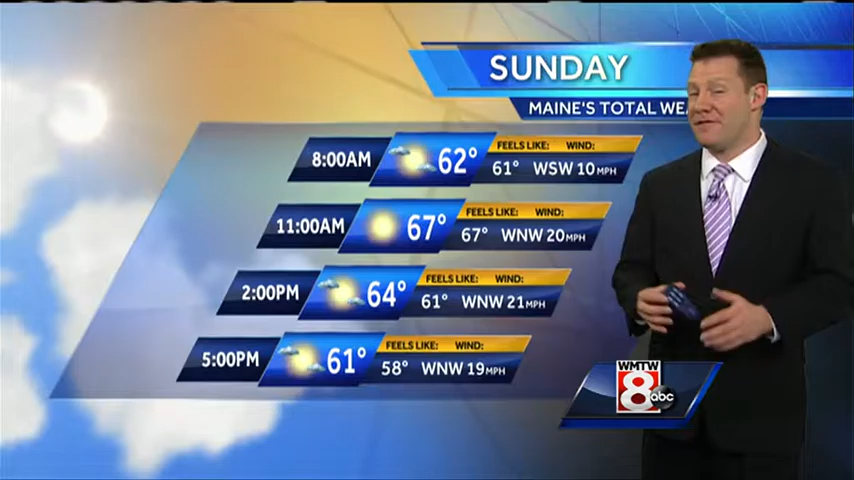 SUNDAY
MAINE'S TOTAL WEA
8:00AM 62° FEELS LIKE: WIND: 61° WSW 10MPH
11:00AM 67° FEELS LIKE: WIND: 67° WNW 20MPH
2:00PM 64° FEELS LIKE: WIND: 61° WNW 21MPH
5:00PM 61° FEELS LIKE: WIND: 58° WNW 19MPH
WMTW
8 abc